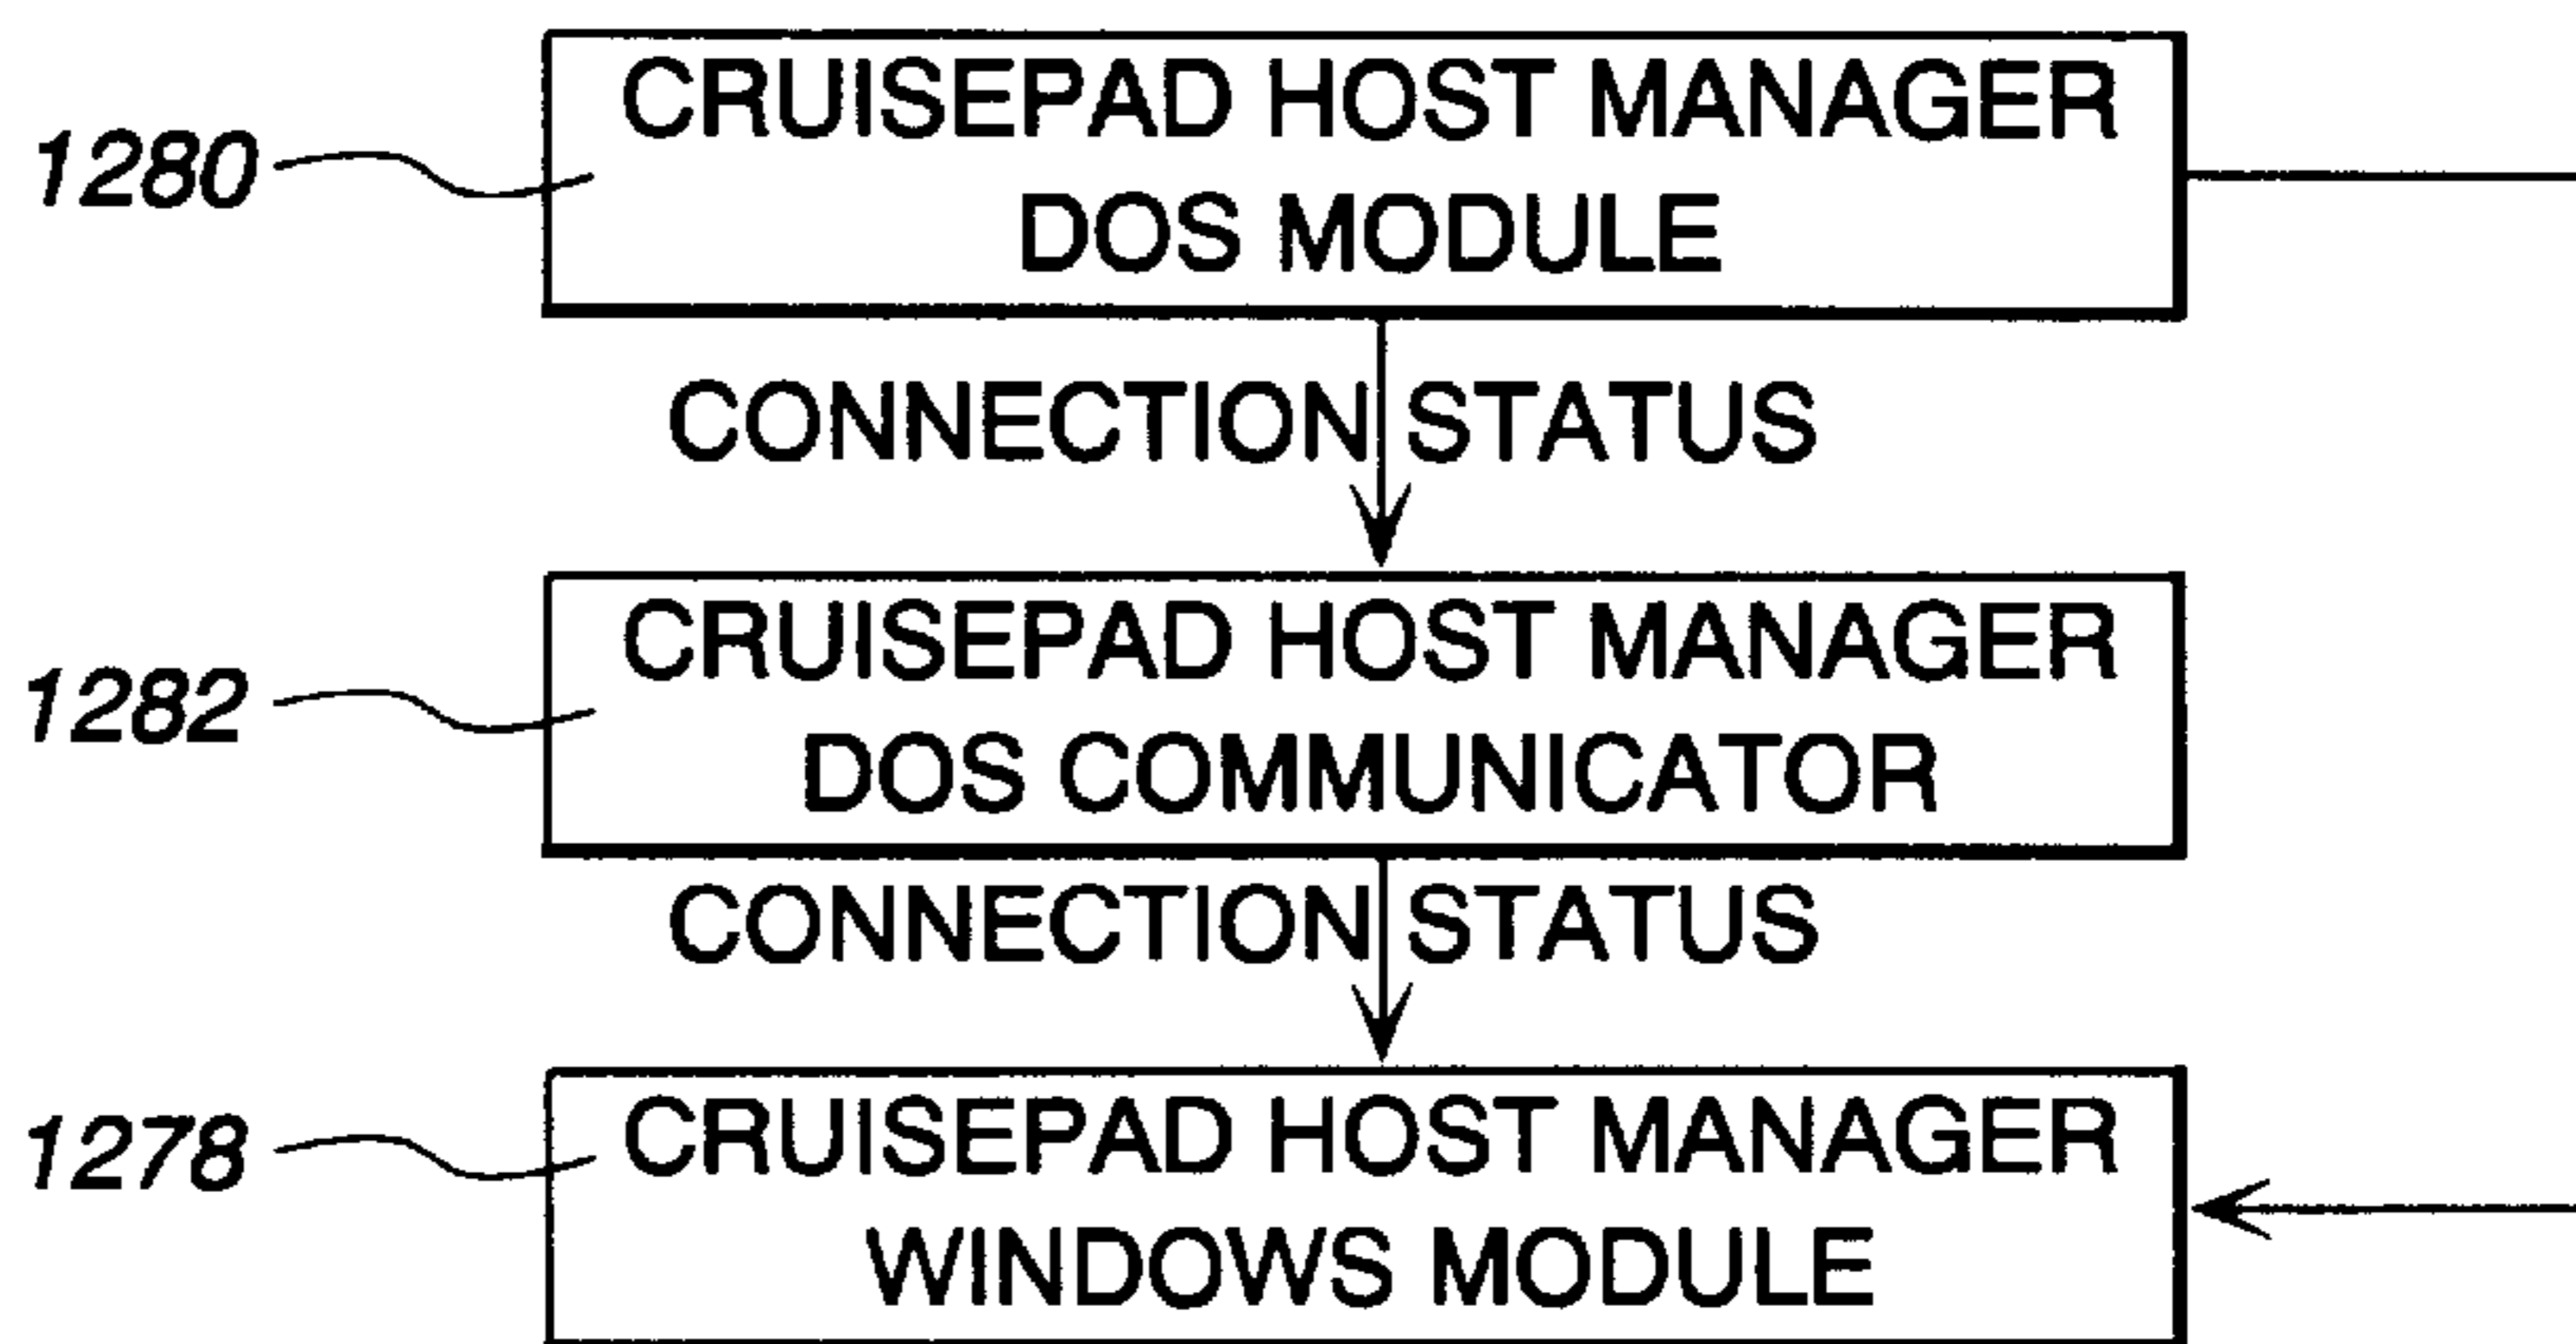 CRUISEPAD HOST MANAGER
1280
DOS MODULE
CONNECTION STATUS
CRUISEPAD HOST MANAGER
1282
DOS COMMUNICATOR
CONNECTION STATUS
CRUISEPAD HOST MANAGER
1278
WINDOWS MODULE